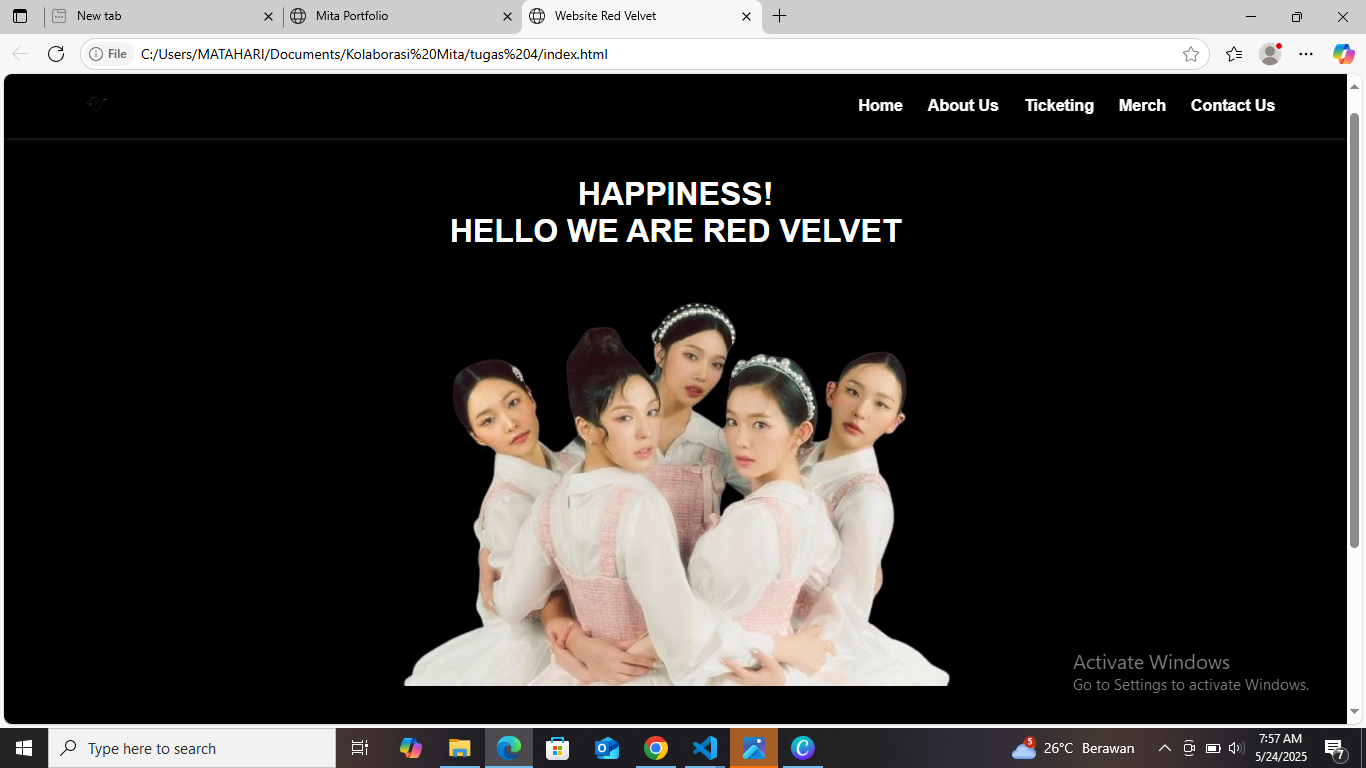 New tab
Mita Portfolio
Website Red Velvet
File
C:/Users/MATAHARI/Documents/Kolaborasi%20Mita/tugas%204/index.html
Home About Us Ticketing Merch Contact Us
HAPPINESS!
HELLO WE ARE RED VELVET
Activate Windows
Go to Settings to activate Windows.
Type here to search
5
26°C Berawan
7:57 AM
5/24/2025
7